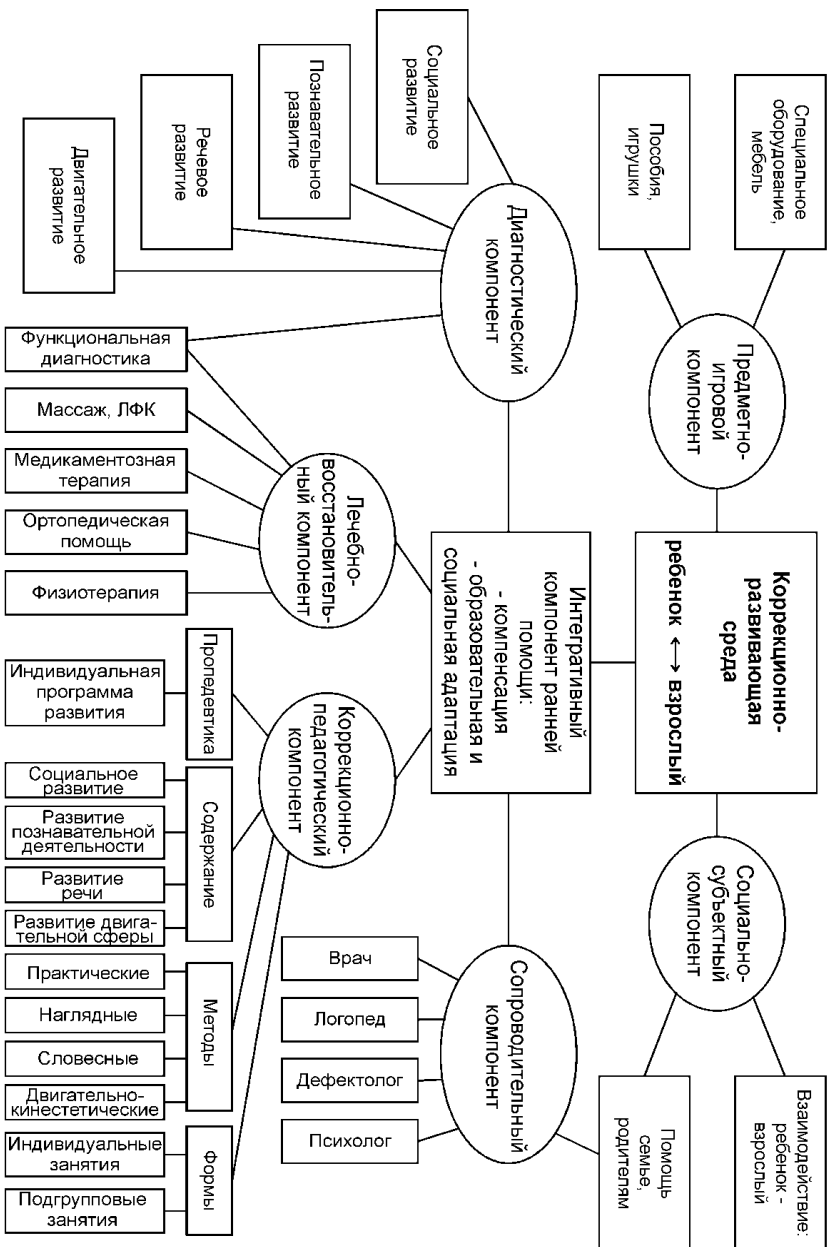 Специальное
оборудование,
мебель
Пособия,
игрушки
Предметно-
игровой
компонент
Коррекционно-
развивающая
среда
ребенок ⟷ взрослый
Социально-
субъектный
компонент
Взаимодействие:
ребенок -
взрослый
Помощь
семье,
родителям
Социальное
развитие
Познавательное
развитие
Речевое
развитие
Двигательное
развитие
Диагностический
компонент
Интегративный
компонент ранней
помощи:
- компенсация
- образовательная и
социальная адаптация
Сопроводительный
компонент
Врач
Логопед
Дефектолог
Психолог
Лечебно-
восстановитель-
ный компонент
Функциональная
диагностика
Массаж, ЛФК
Медикаментозная
терапия
Ортопедическая
помощь
Физиотерапия
Коррекционно-
педагогический
компонент
Пропедевтика
Индивидуальная
программа
развития
Содержание
Социальное
развитие
Развитие
познавательной
деятельности
Развитие
речи
Развитие двига-
тельной сферы
Методы
Практические
Наглядные
Словесные
Двигательно-
кинестетические
Формы
Индивидуальные
занятия
Подгрупповые
занятия